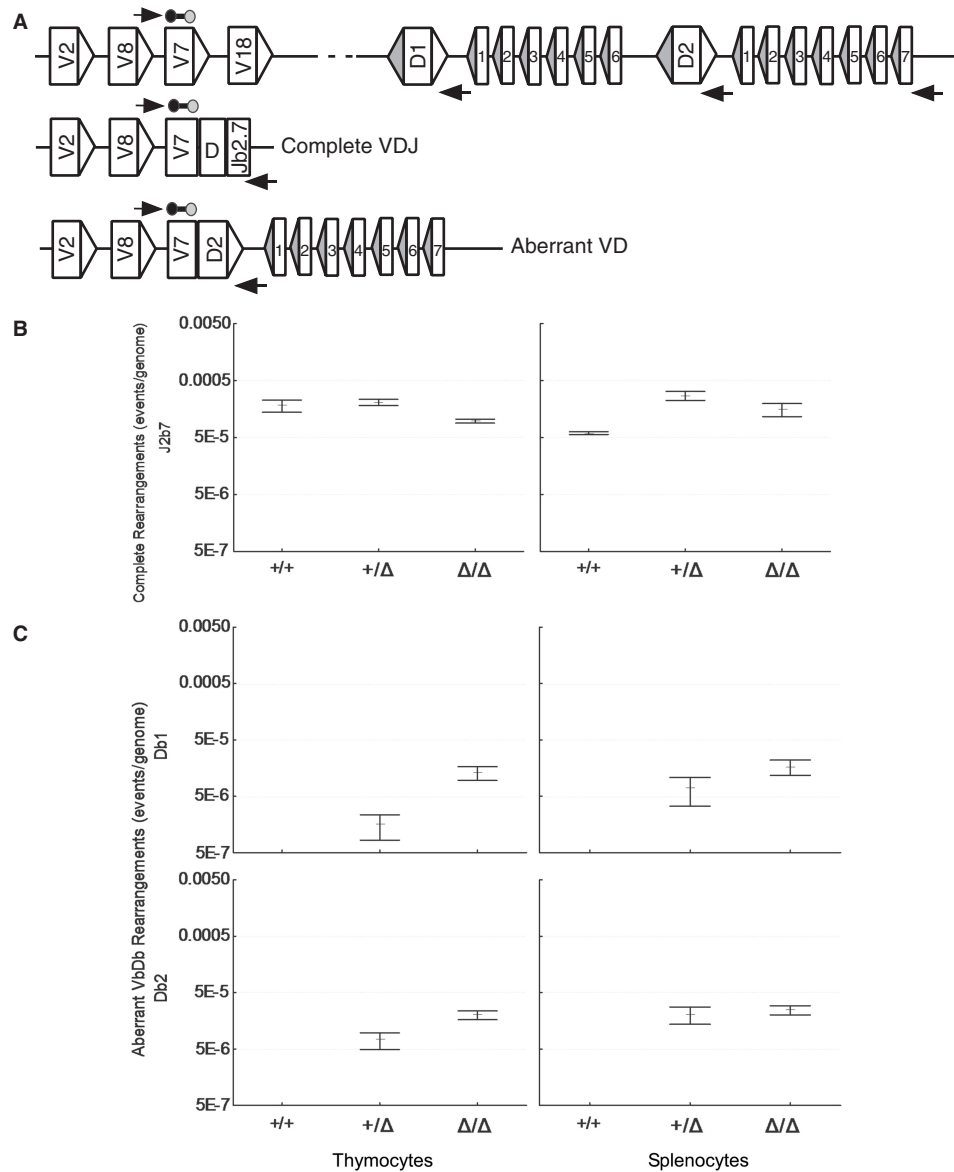 A
V2 V8 V7 V18 D1 1 2 3 4 5 6 D2 1 2 3 4 5 6 7
V2 V8 V7 D Jb2.7 Complete VDJ
V2 V8 V7 D2 1 2 3 4 5 6 7 Aberrant VD
B
Complete Rearrangements (events/genome)
J2b7
0.0050
0.0005
5E-5
5E-6
5E-7
+/+ +/Δ Δ/Δ +/+ +/Δ Δ/Δ
C
Aberrant VbDb Rearrangements (events/genome)
Db1
0.0050
0.0005
5E-5
5E-6
5E-7
Db2
0.0050
0.0005
5E-5
5E-6
5E-7
+/+ +/Δ Δ/Δ +/+ +/Δ Δ/Δ
Thymocytes Splenocytes